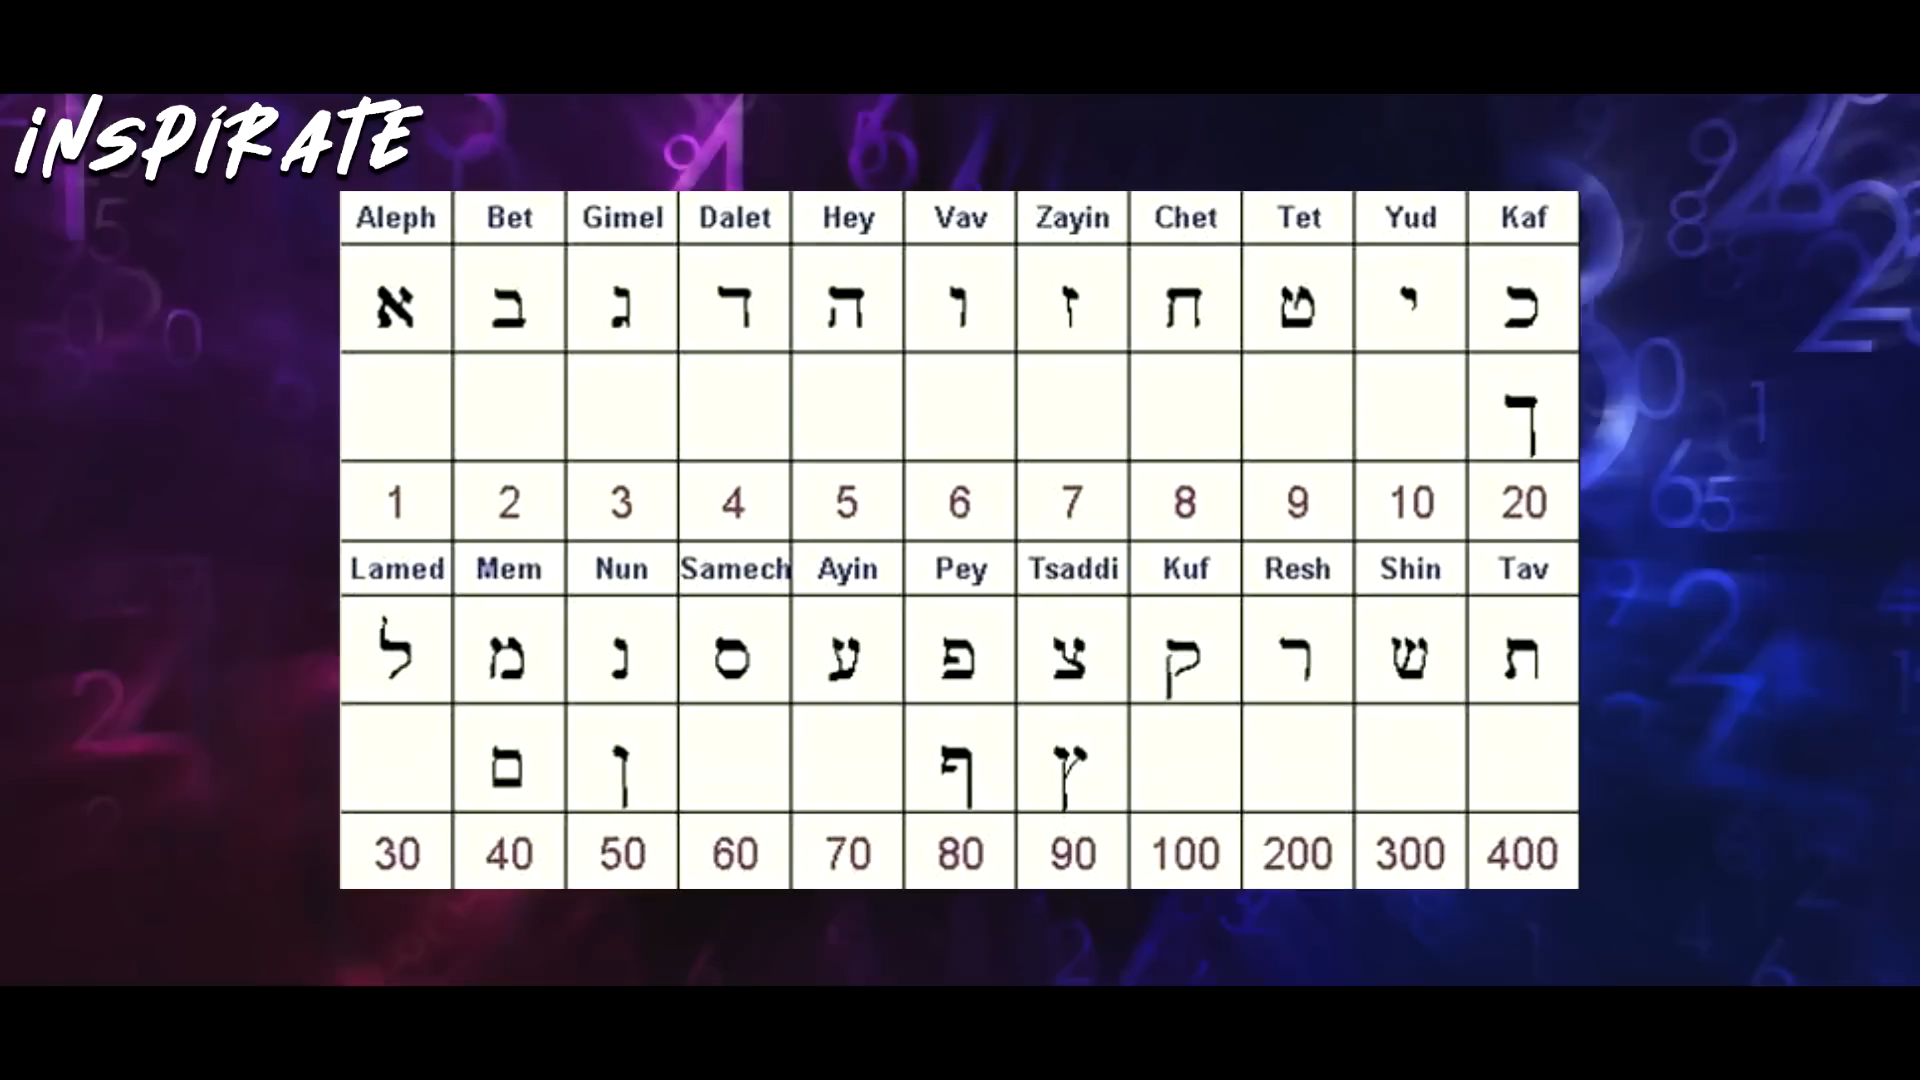 iNSPíRATE
Aleph Bet Gimel Dalet Hey Vav Zayin Chet Tet Yud Kaf
א ב ג ד ה ו ז ח ט י כ
ך
1 2 3 4 5 6 7 8 9 10 20
Lamed Mem Nun Samech Ayin Pey Tsaddi Kuf Resh Shin Tav
ל מ נ ס ע פ צ ק ר ש ת
ם ן ף ץ
30 40 50 60 70 80 90 100 200 300 400